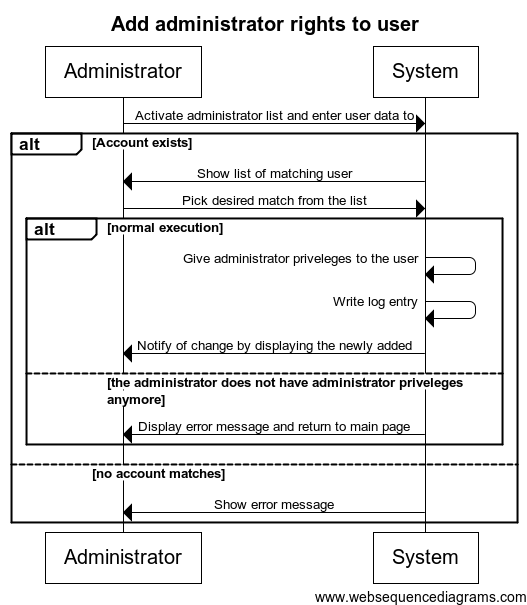 Add administrator rights to user
Administrator
System
Activate administrator list and enter user data to
alt
[Account exists]
Show list of matching user
Pick desired match from the list
alt
[normal execution]
Give administrator priveleges to the user
Write log entry
Notify of change by displaying the newly added
[the administrator does not have administrator priveleges
anymore]
Display error message and return to main page
[no account matches]
Show error message
Administrator
System
www.websequencediagrams.com